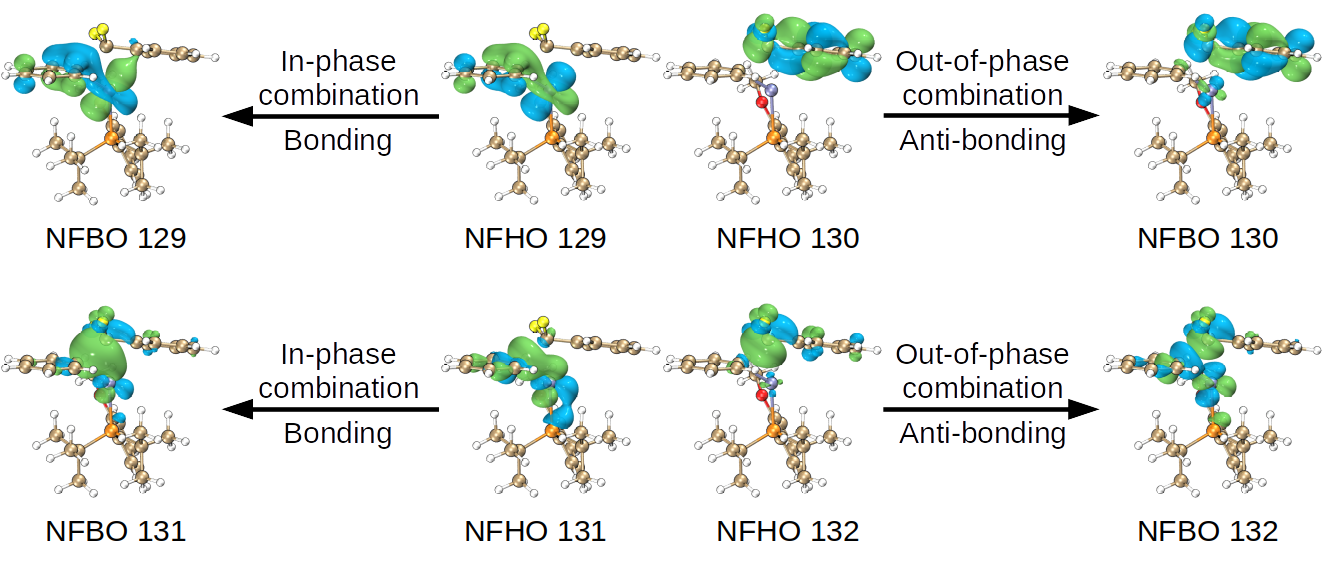 In-phase
combination
Bonding
Out-of-phase
combination
Anti-bonding
NFBO 129
NFHO 129
NFHO 130
NFBO 130
In-phase
combination
Bonding
Out-of-phase
combination
Anti-bonding
NFBO 131
NFHO 131
NFHO 132
NFBO 132